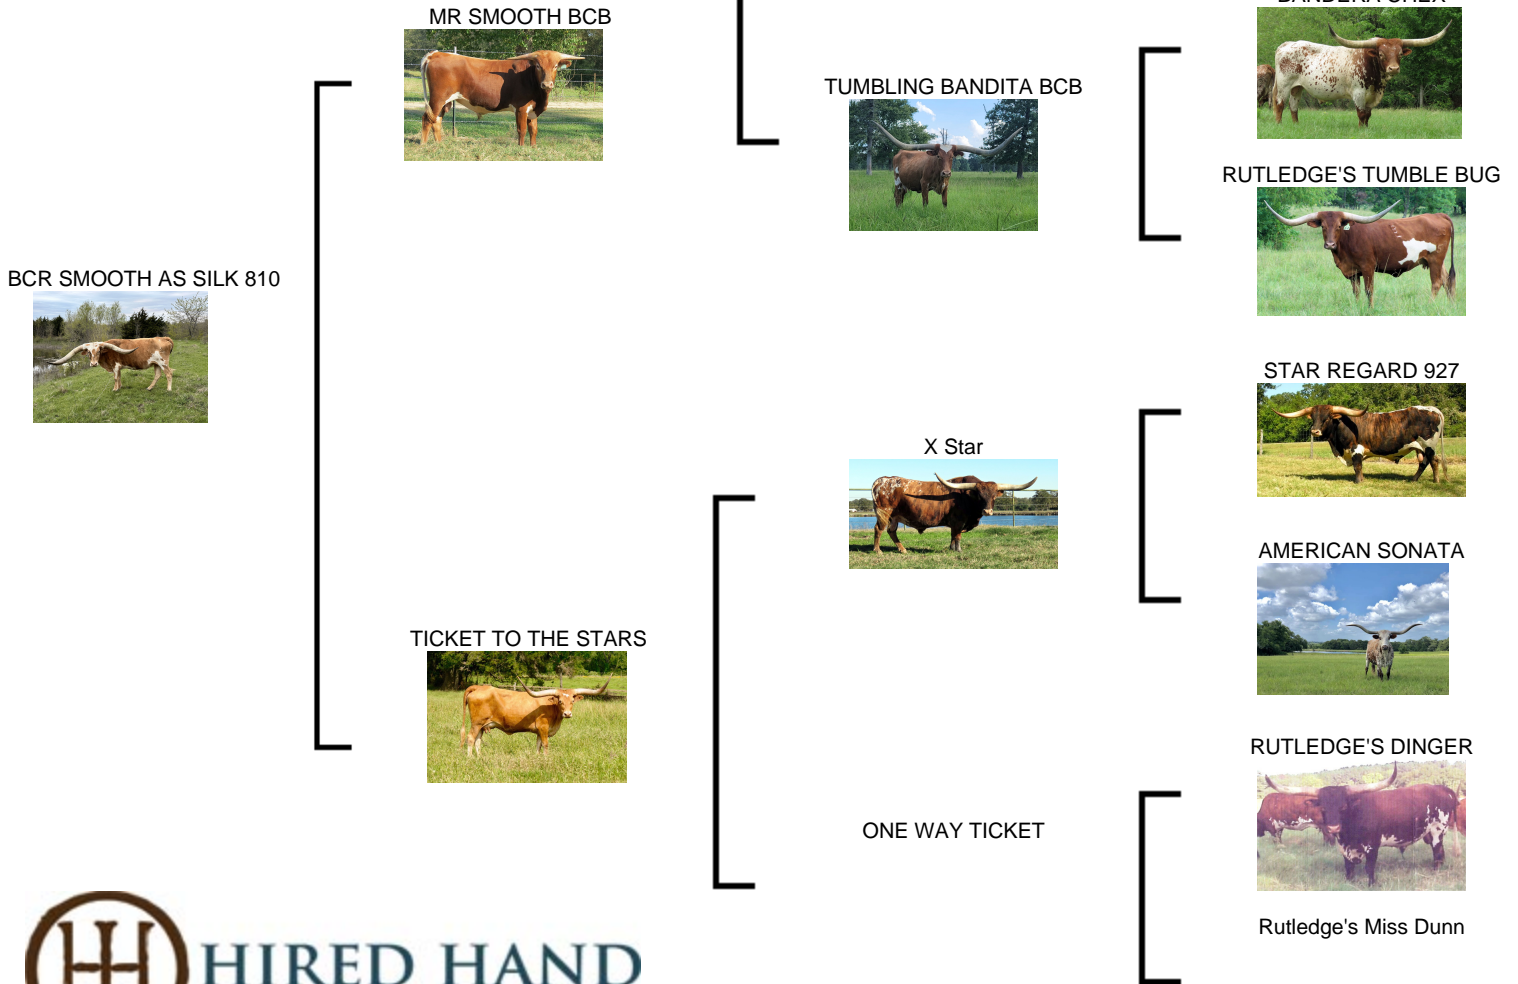 MR SMOOTH BCB
TUMBLING BANDITA BCB
RUTLEDGE'S TUMBLE BUG
BCR SMOOTH AS SILK 810
STAR REGARD 927
X Star
AMERICAN SONATA
TICKET TO THE STARS
RUTLEDGE'S DINGER
ONE WAY TICKET
Rutledge's Miss Dunn
HIRED HAND